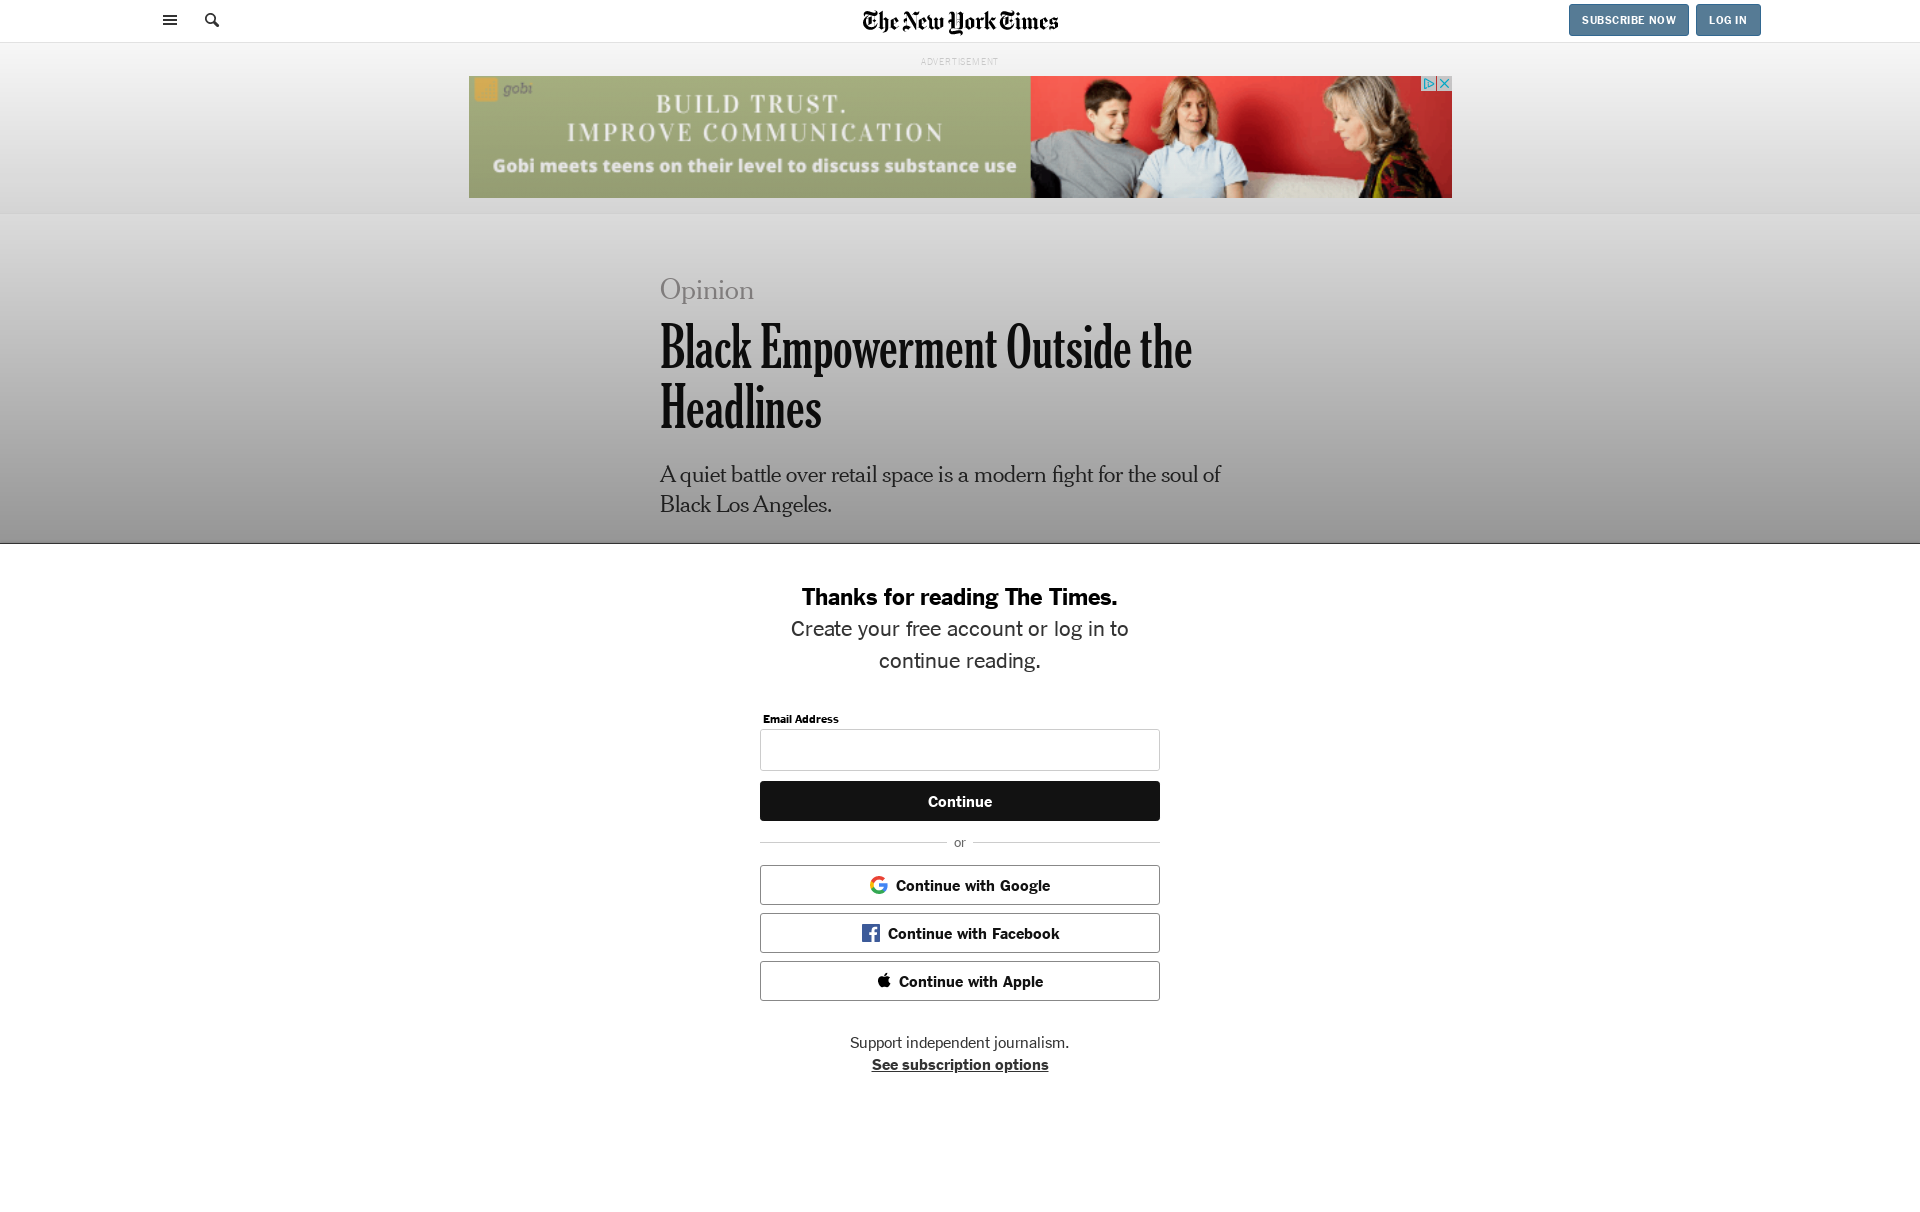 The New York Times
SUBSCRIBE NOW
LOG IN
ADVERTISEMENT
gobi
BUILD TRUST.
IMPROVE COMMUNICATION
Gobi meets teens on their level to discuss substance use
Opinion
Black Empowerment Outside the
Headlines
A quiet battle over retail space is a modern fight for the soul of
Black Los Angeles.
Thanks for reading The Times.
Create your free account or log in to
continue reading.
Email Address
Continue
or
Continue with Google
Continue with Facebook
Continue with Apple
Support independent journalism.
See subscription options